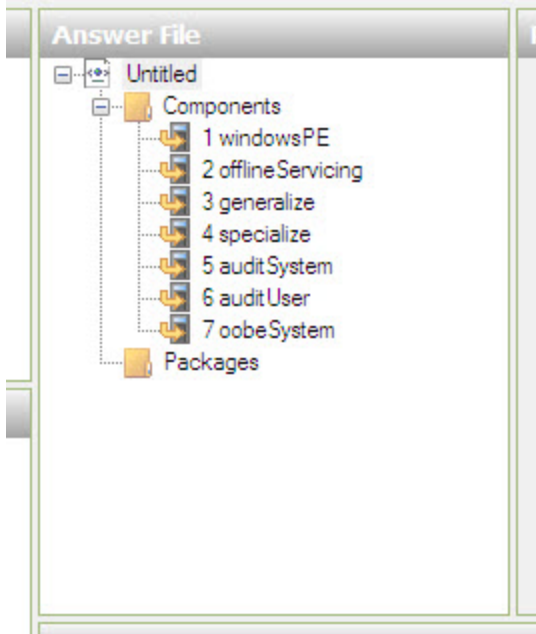 Answer File
Untitled
Components
1 windowsPE
2 offlineServicing
3 generalize
4 specialize
5 auditSystem
6 auditUser
7 oobeSystem
Packages